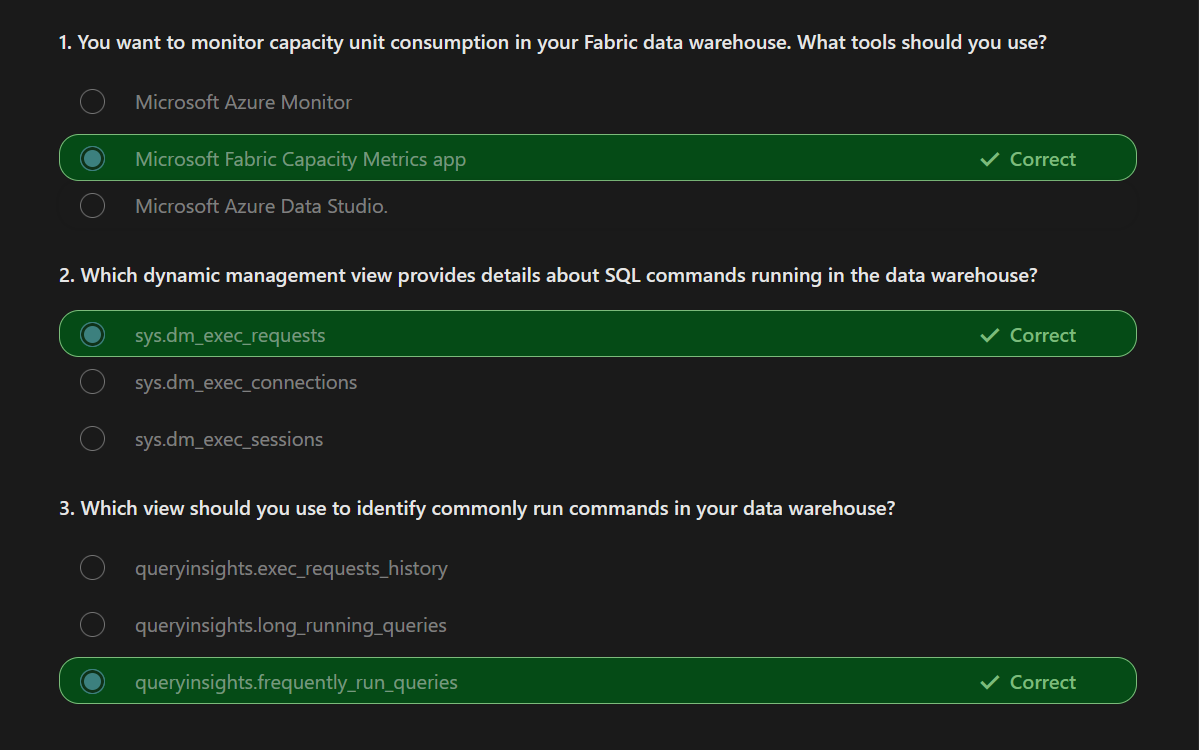 1. You want to monitor capacity unit consumption in your Fabric data warehouse. What tools should you use?
Microsoft Azure Monitor
Microsoft Fabric Capacity Metrics app
Correct
Microsoft Azure Data Studio.
2. Which dynamic management view provides details about SQL commands running in the data warehouse?
sys.dm_exec_requests
Correct
sys.dm_exec_connections
sys.dm_exec_sessions
3. Which view should you use to identify commonly run commands in your data warehouse?
queryinsights.exec_requests_history
queryinsights.long_running_queries
queryinsights.frequently_run_queries
Correct